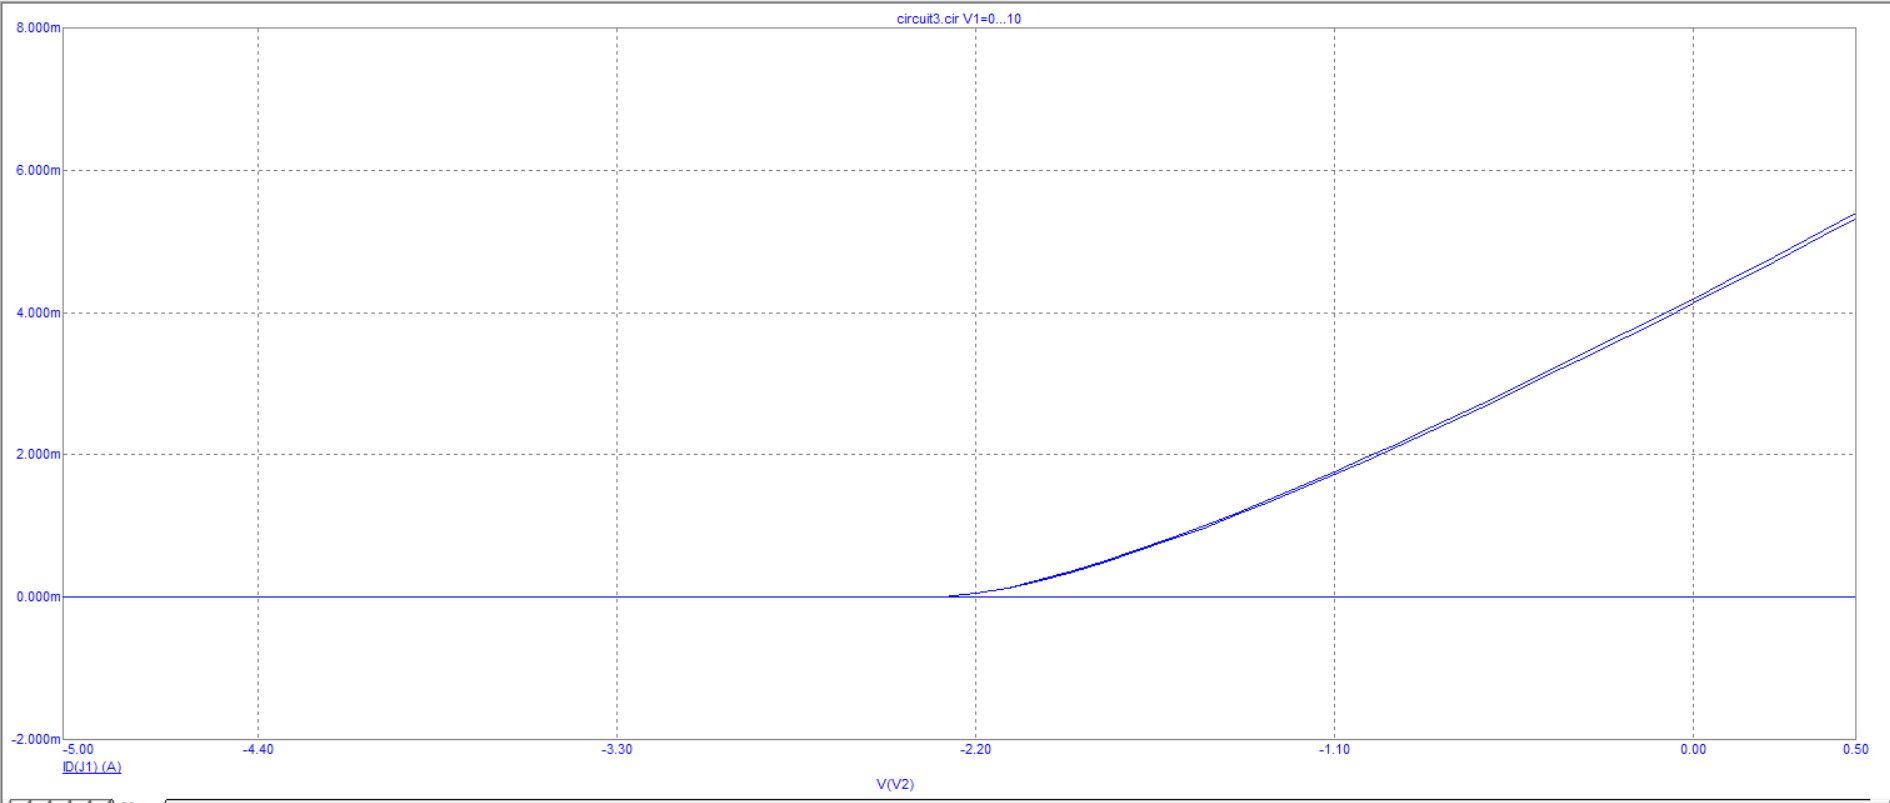 circuit3.cir V1=0...10
8.000m
6.000m
4.000m
2.000m
0.000m
-2.000m
-5.00 -4.40 -3.30 -2.20 -1.10 0.00 0.50
ID(J1) (A)
V(V2)